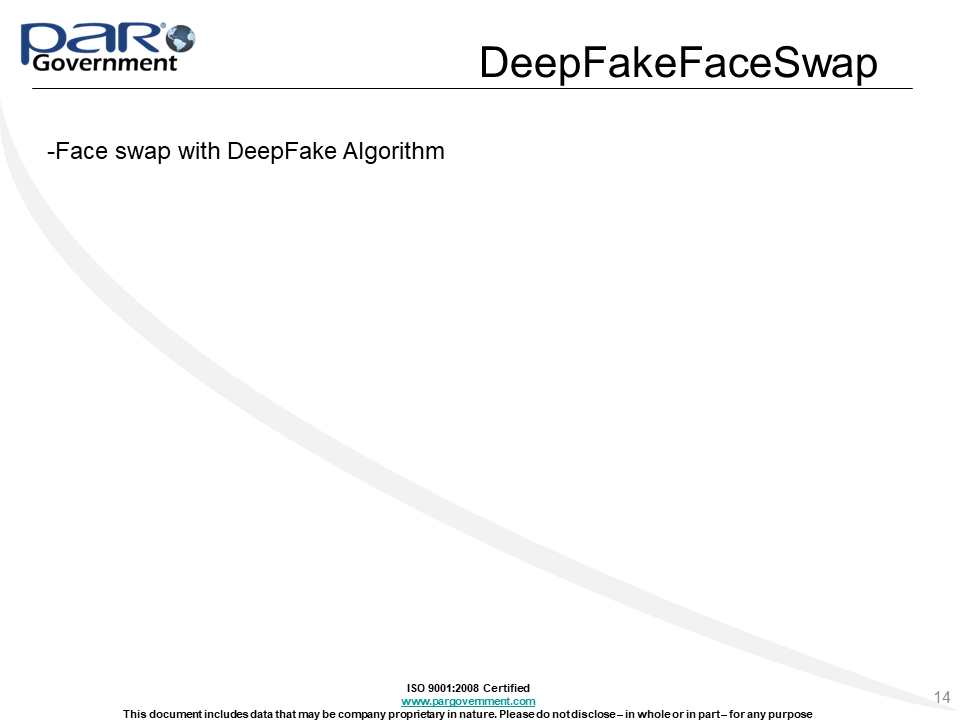 PAR®
Government
DeepFakeFaceSwap
-Face swap with DeepFake Algorithm
ISO 9001:2008 Certified
www.pargovernment.com
This document includes data that may be company proprietary in nature. Please do not disclose – in whole or in part – for any purpose
14